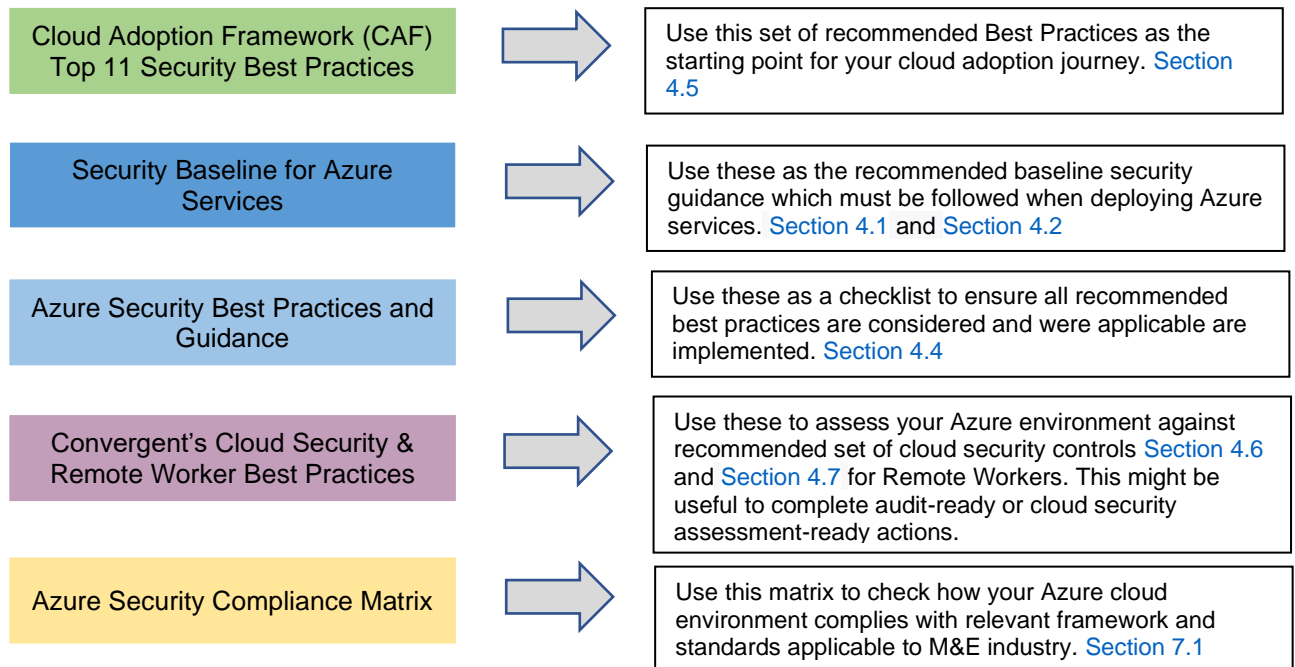 Cloud Adoption Framework (CAF)
Top 11 Security Best Practices
Use this set of recommended Best Practices as the
starting point for your cloud adoption journey. Section
4.5
Security Baseline for Azure
Services
Use these as the recommended baseline security
guidance which must be followed when deploying Azure
services. Section 4.1 and Section 4.2
Azure Security Best Practices and
Guidance
Use these as a checklist to ensure all recommended
best practices are considered and were applicable are
implemented. Section 4.4
Convergent's Cloud Security &
Remote Worker Best Practices
Use these to assess your Azure environment against
recommended set of cloud security controls Section 4.6
and Section 4.7 for Remote Workers. This might be
useful to complete audit-ready or cloud security
assessment-ready actions.
Azure Security Compliance Matrix
Use this matrix to check how your Azure cloud
environment complies with relevant framework and
standards applicable to M&E industry. Section 7.1